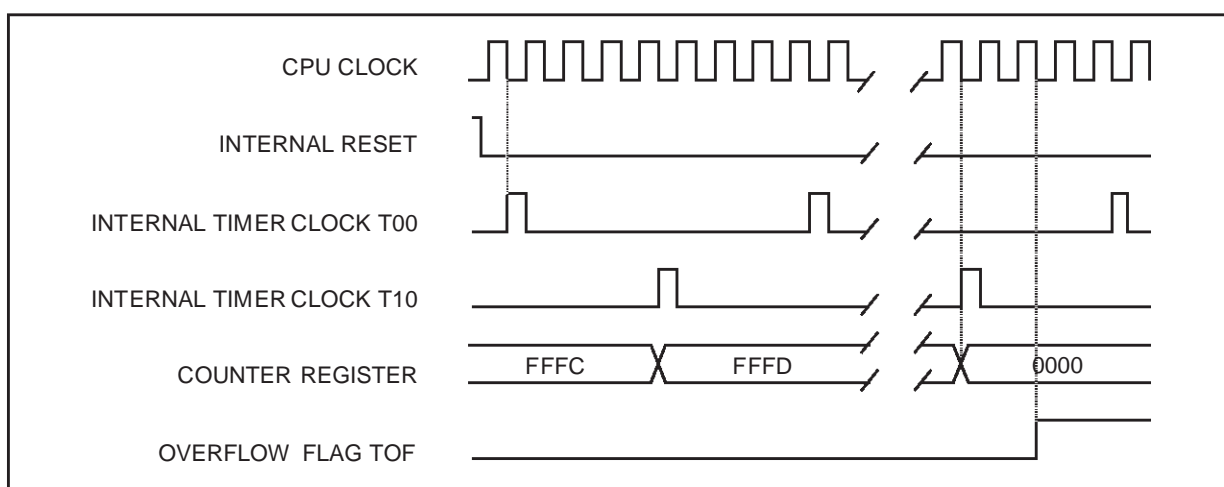 CPU CLOCK
INTERNAL RESET
INTERNAL TIMER CLOCK T00
INTERNAL TIMER CLOCK T10
COUNTER REGISTER FFFC FFFD 0000
OVERFLOW FLAG TOF